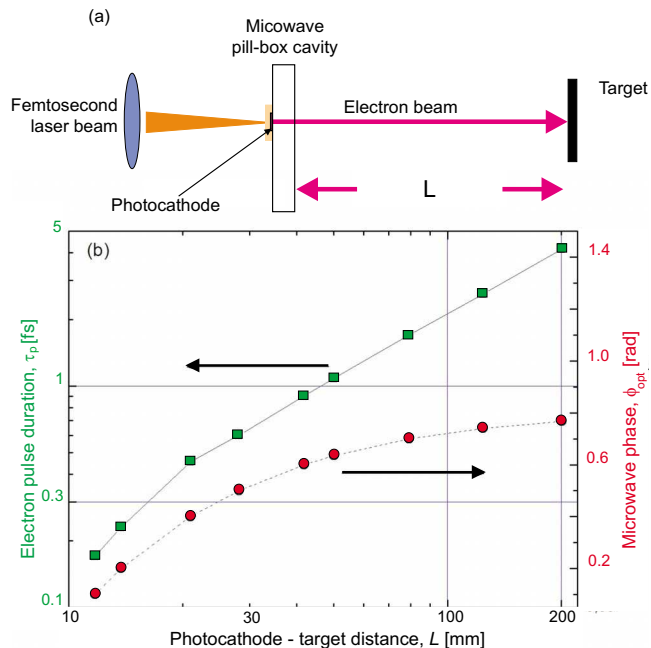 (a)
Micowave
pill-box cavity
Femtosecond
laser beam
Electron beam
Target
Photocathode
L
(b)
5
1
0.3
0.1
Electron pulse duration, τp [fs]
1.4
1.0
0.6
0.2
Microwave phase, ϕopt [rad]
10
30
100
200
Photocathode - target distance, L [mm]